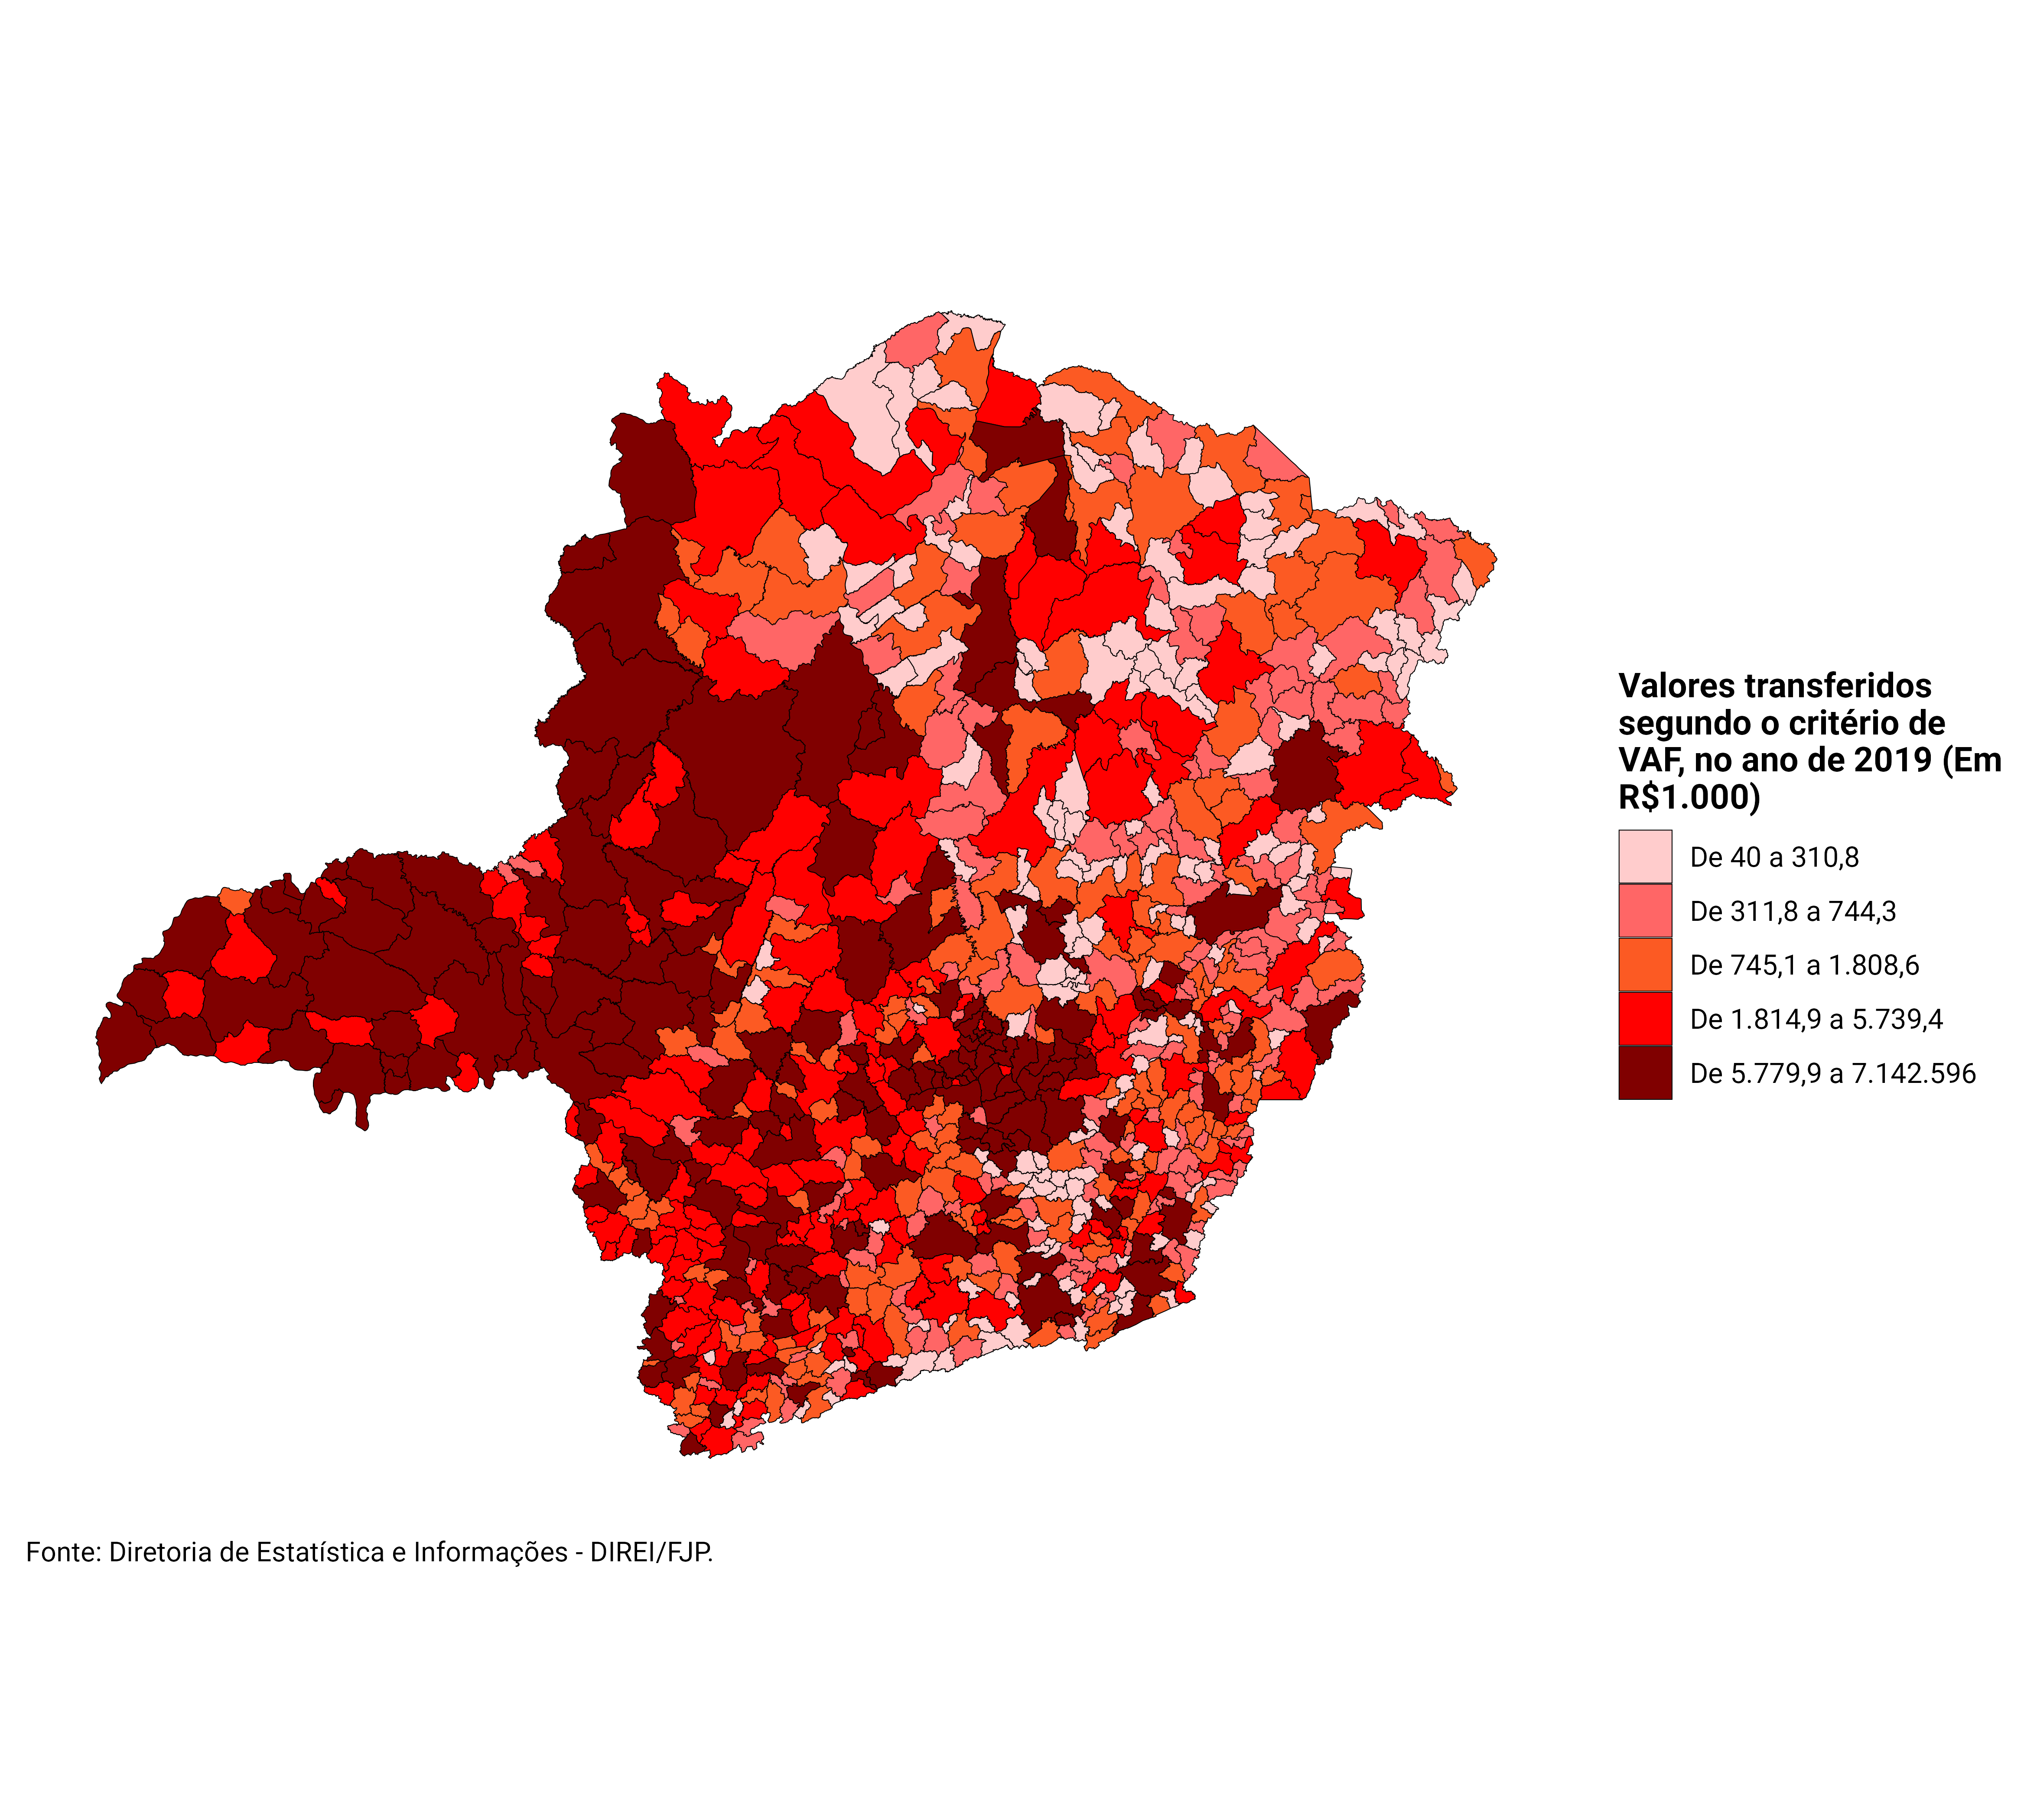 Valores transferidos
segundo o critério de
VAF, no ano de 2019 (Em
R$1.000)
De 40 a 310,8
De 311,8 a 744,3
De 745,1 a 1.808,6
De 1.814,9 a 5.739,4
De 5.779,9 a 7.142.596
Fonte: Diretoria de Estatística e Informações - DIREI/FJP.